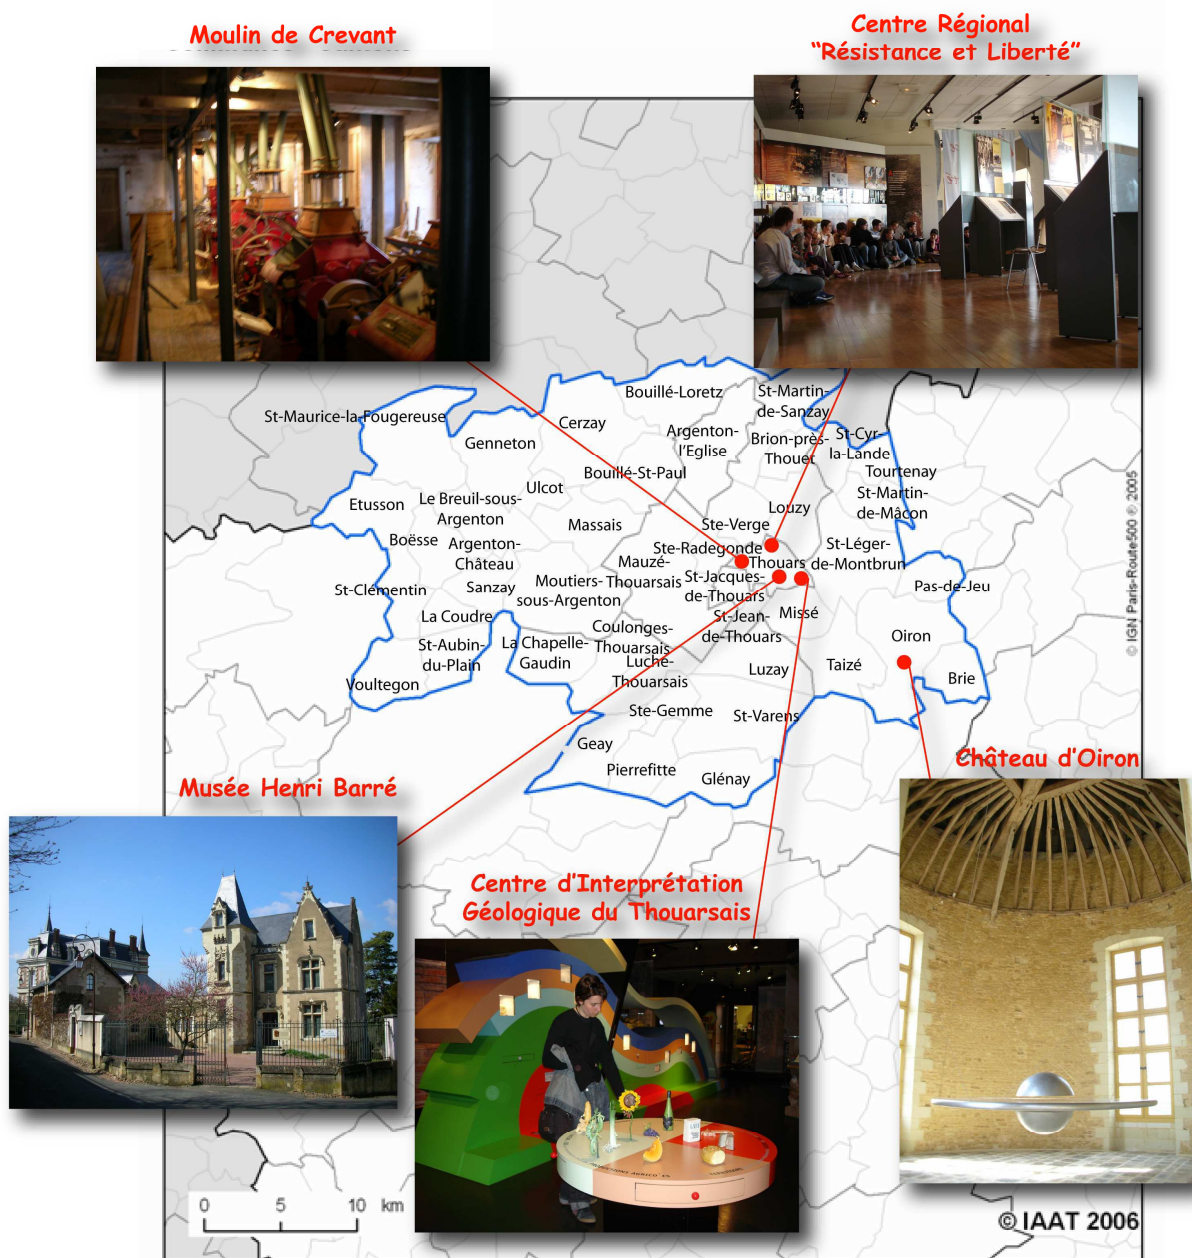 Moulin de Crevant
Centre Régional
“Résistance et Liberté”
Bouillé-Loretz
St-Martin-
de-Sanzay
St-Maurice-la-Fougereuse
Cerzay
Genneton
Argenton-
l'Eglise
Brion-près-
Thouet
St-Cyr-
la-Lande
Tourtenay
Bouillé-St-Paul
Ulcot
Etusson
Le Breuil-sous-
Argenton
Massais
St-Martin-
de-Mâcon
Louzy
Ste-Verge
Boësse
Argenton-
Château
Ste-Radegonde
Thouars
St-Léger-
de-Montbrun
Mauzé-
Thouarsais
St-Jacques-
de-Thouars
Pas-de-Jeu
St-Clémentin
Sanzay
Moutiers-
sous-Argenton
La Coudre
Missé
St-Jean-
de-Thouars
Coulonges-
Thouarsais
Oiron
St-Aubin-
du-Plain
La Chapelle-
Gaudin
Luché-
Thouarsais
Luzay
Taizé
Brie
Voultegon
Ste-Gemme
St-Varens
Geay
Pierrefitte
Glénay
© IGN Paris-Route500 ® 2005
Château d'Oiron
Musée Henri Barré
Centre d'Interprétation
Géologique du Thouarsais
0 5 10 km
© IAAT 2006